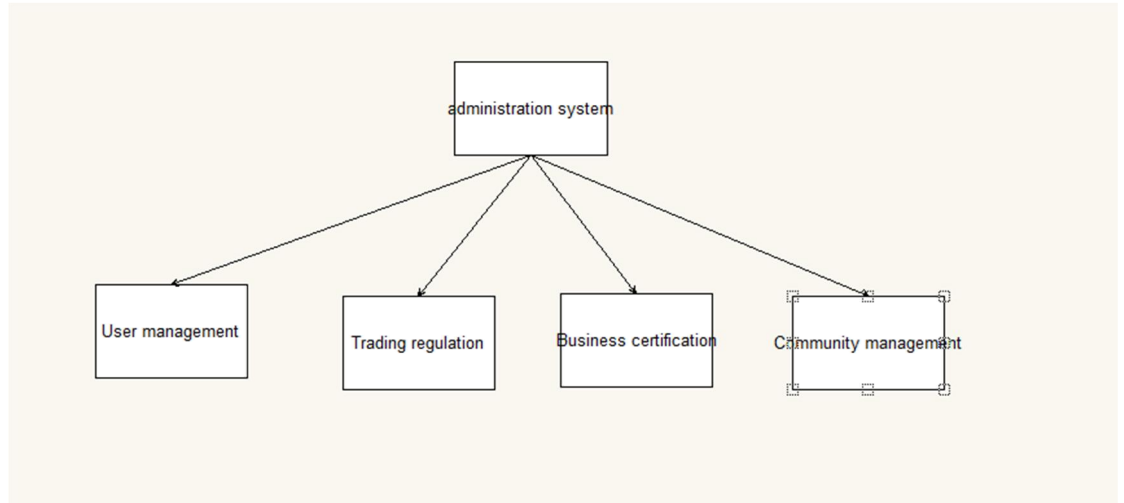 administration system
User management
Trading regulation
Business certification
Community management